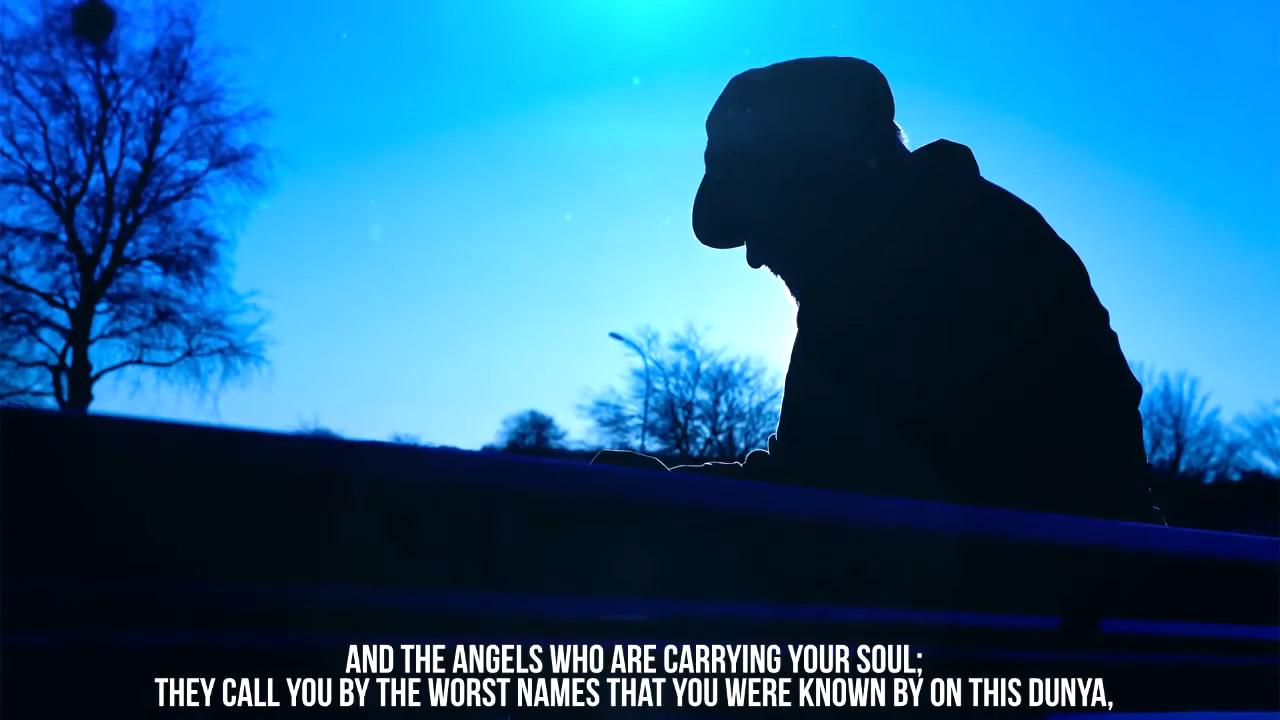 AND THE ANGELS WHO ARE CARRYING YOUR SOUL;
THEY CALL YOU BY THE WORST NAMES THAT YOU WERE KNOWN BY ON THIS DUNYA,